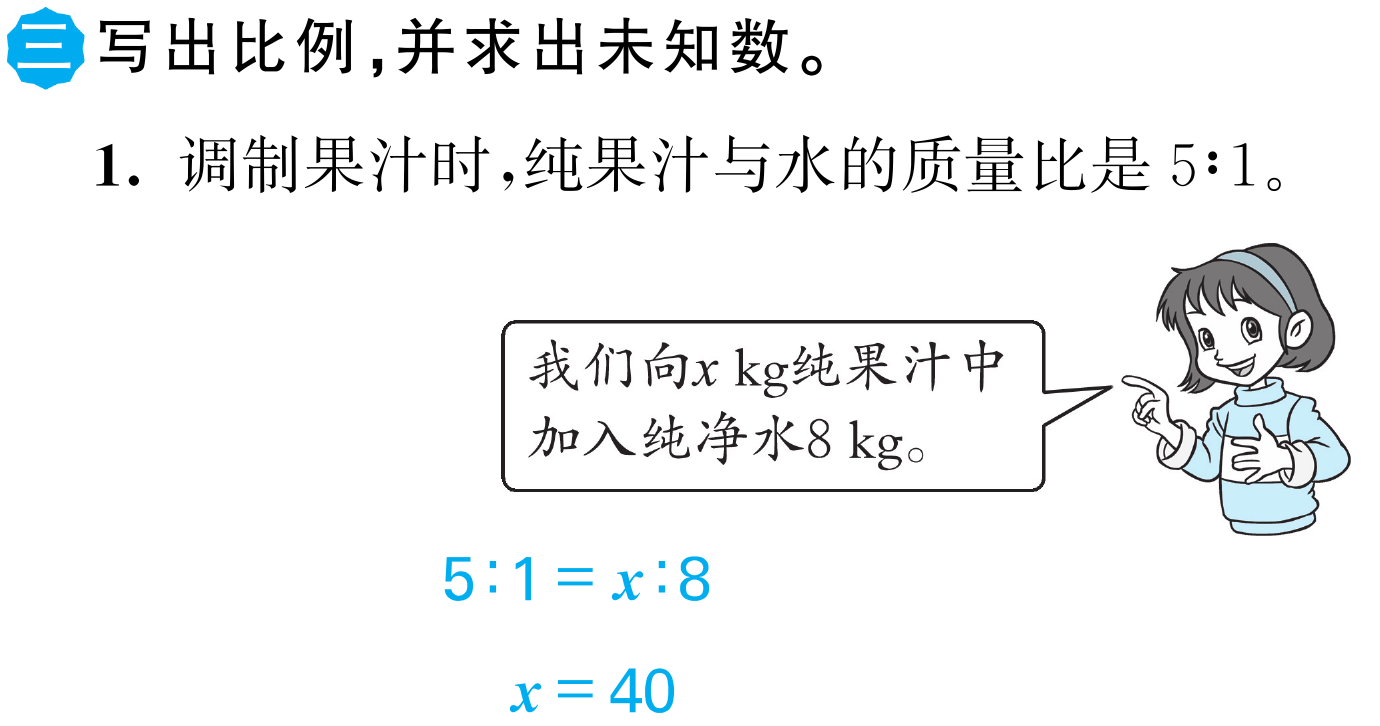 三 写出比例,并求出未知数。
1. 调制果汁时,纯果汁与水的质量比是 5∶1。
我们向x kg纯果汁中
加入纯净水8 kg。
5∶1=x∶8
x=40